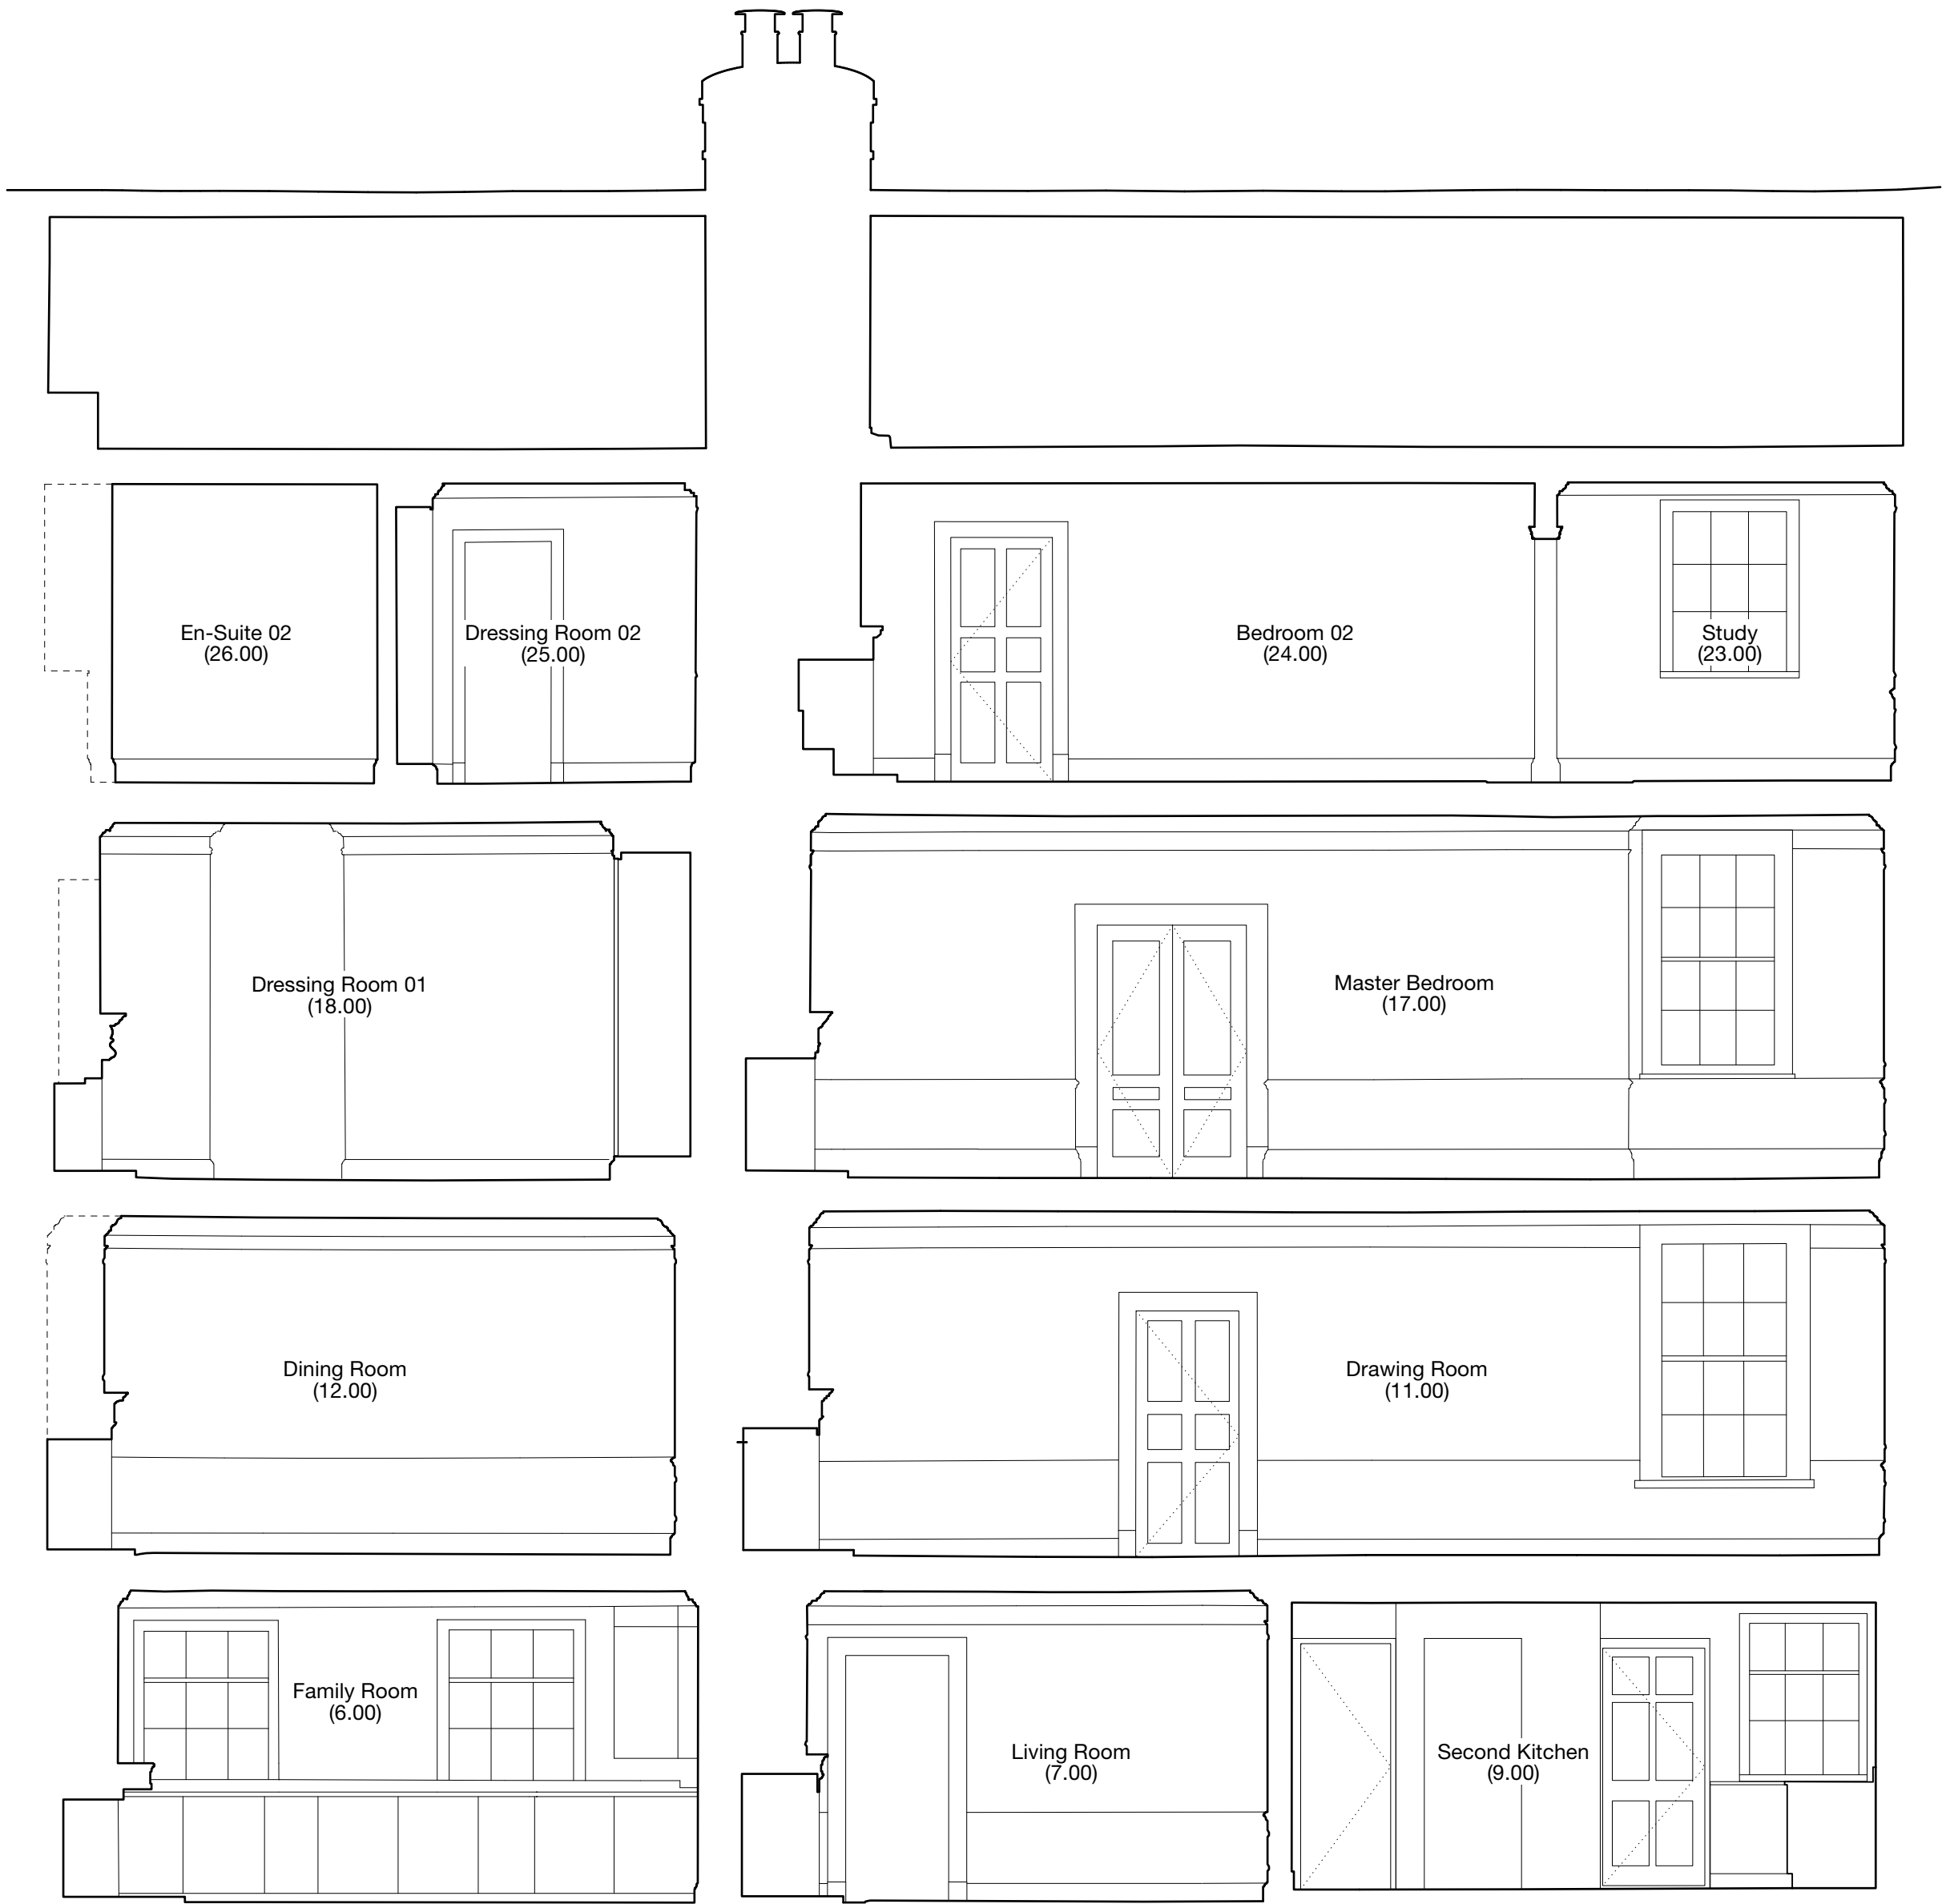 En-Suite 02
(26.00)
Dressing Room 02
(25.00)
Bedroom 02
(24.00)
Study
(23.00)
Dressing Room 01
(18.00)
Master Bedroom
(17.00)
Dining Room
(12.00)
Drawing Room
(11.00)
Family Room
(6.00)
Living Room
(7.00)
Second Kitchen
(9.00)